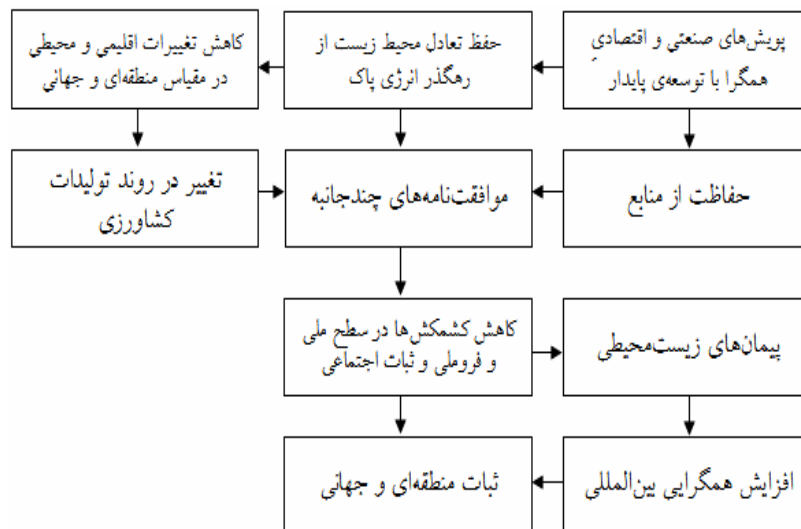 پویش‌های صنعتی و اقتصادی
همگرا با توسعه‌ی پایدار
حفظ تعادل محیط زیست از
رهگذر انرژی پاک
کاهش تغییرات اقلیمی و محیطی
در مقیاس منطقه‌ای و جهانی
حفاظت از منابع
موافقت‌نامه‌های چندجانبه
تغییر در روند تولیدات
کشاورزی
کاهش کشمکش‌ها در سطح ملی
و فروملی و ثبات اجتماعی
پیمان‌های زیست‌محیطی
افزایش همگرایی بین‌المللی
ثبات منطقه‌ای و جهانی